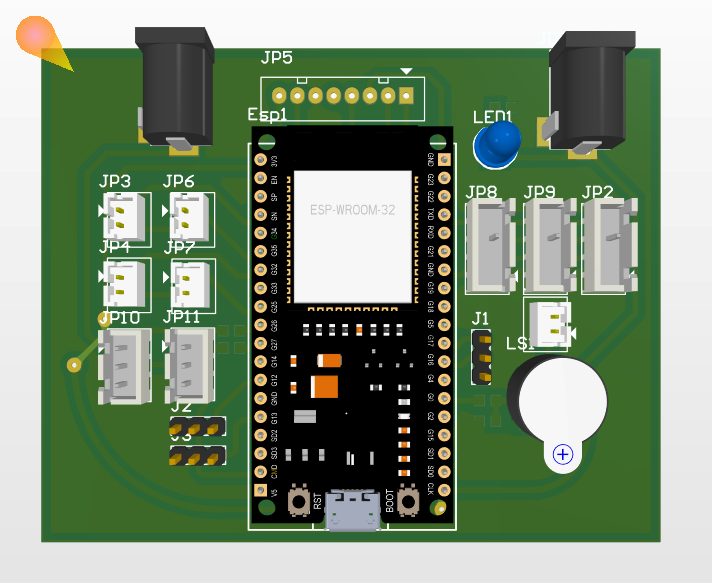 JP5
Esp1
LED1
JP3
JP6
JP8
JP9
JP2
JP4
JP7
JP10
JP11
J1
J2
ESP-WROOM-32
3V3
EN
SP
SN
G34
G35
G32
G33
G25
G26
G27
G14
G12
GND
G13
SD2
SD3
CMD
V5
GND
G23
G22
TXD
RXD
G21
GND
G19
G18
G5
G17
G16
G4
G0
G2
G15
SD1
SD0
CLK
RST
BOOT